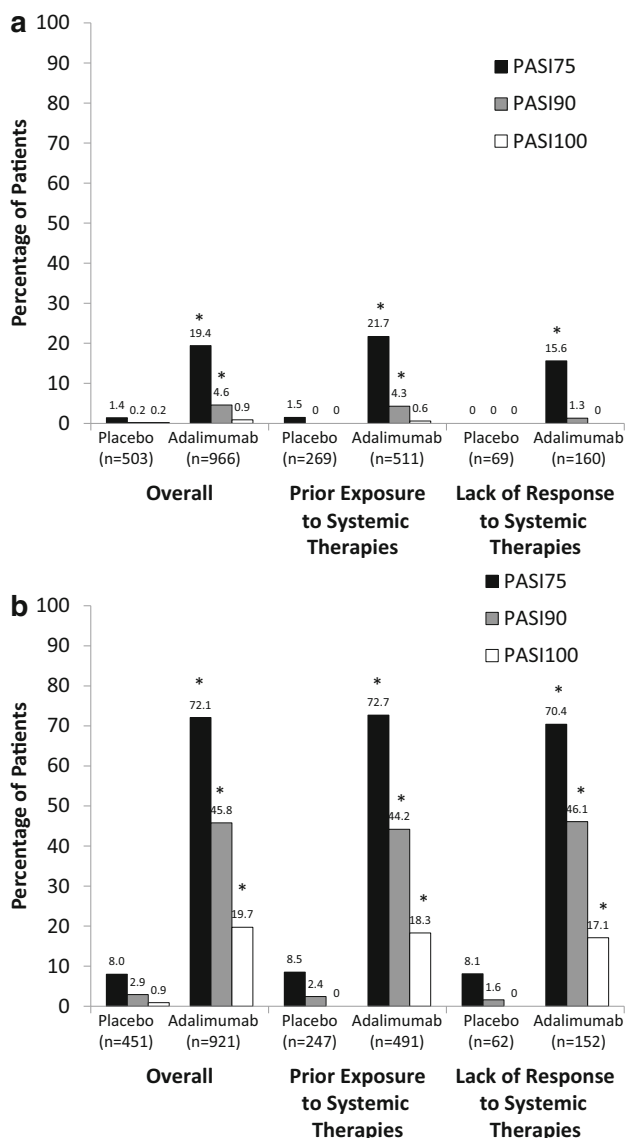 a
100
90
80
70
60
50
40
30
20
10
0
Percentage of Patients
PASI75
PASI90
PASI100
* * *
19.4 21.7 15.6
* *
1.4 0.2 0.2 4.6 0.9 1.5 0 0 4.3 0.6 0 0 0 1.3 0
Placebo Adalimumab Placebo Adalimumab Placebo Adalimumab
(n=503) (n=966) (n=269) (n=511) (n=69) (n=160)
Overall Prior Exposure Lack of Response
to Systemic to Systemic
Therapies Therapies
b
100
90
80
70
60
50
40
30
20
10
0
Percentage of Patients
PASI75
PASI90
PASI100
* * *
72.1 72.7 70.4
* * *
45.8 44.2 46.1
* * *
19.7 18.3 17.1
8.0 2.9 0.9 8.5 2.4 0 8.1 1.6 0
Placebo Adalimumab Placebo Adalimumab Placebo Adalimumab
(n=451) (n=921) (n=247) (n=491) (n=62) (n=152)
Overall Prior Exposure Lack of Response
to Systemic to Systemic
Therapies Therapies